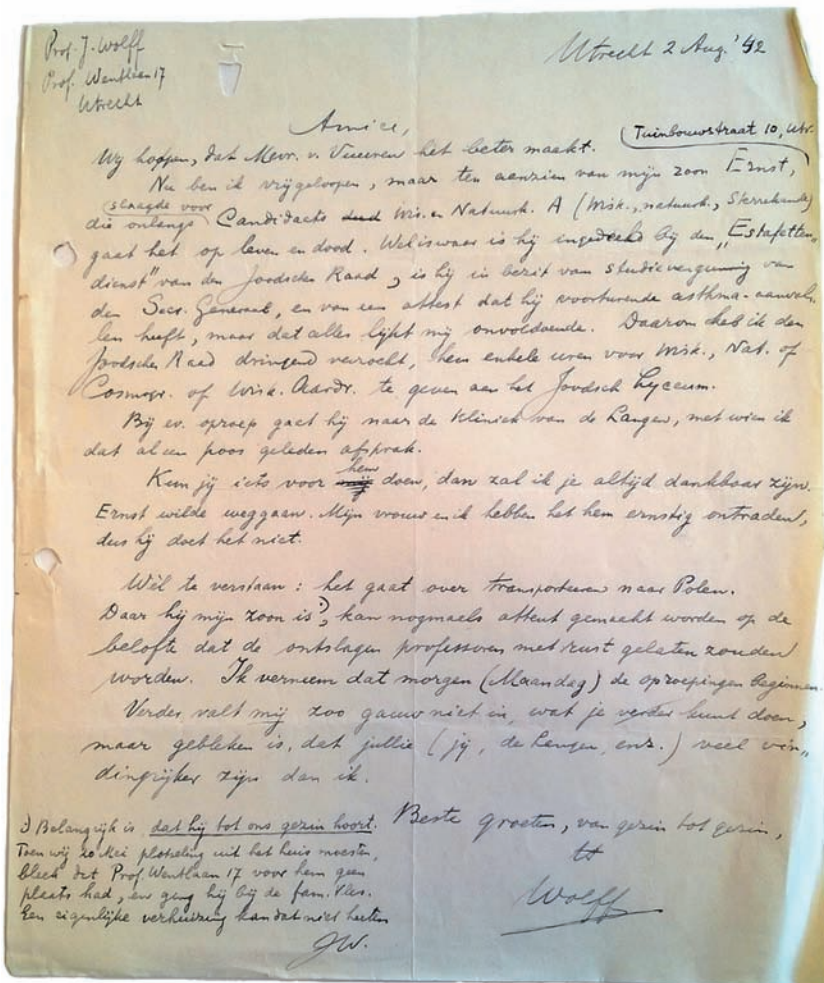 Prof. J. Wolff
Prof. Wentlaan 17
Utrecht
Utrecht 2 Aug. '42
Amice,
Tuinbouwstraat 10, Utr.
Wij hopen, dat Mevr. v. Vuuren het beter maakt.
Nu ben ik vrijgeloopen, maar ten aanzien van mijn zoon Ernst,
die onlangs slaagde voor Candidaats Wis. en Natuurk. A (Wisk., natuurk., Sterrekunde)
gaat het op leven en dood. Weliswaar is hij ingedeeld bij den "Estafetten-
dienst" van den Joodschen Raad, is hij in bezit van studievergunning van
den Secr. Generaal, en van een attest dat hij voortdurende asthma-aanval-
len heeft, maar dat alles lijkt mij onvoldoende. Daarom heb ik den
Joodschen Raad dringend verzocht, hem enkele uren voor Wisk., Nat. of
Cosmogr. of Wisk. Aardr. te geven aan het Joodsch Lyceum.
Bij ev. oproep gaat hij naar de kliniek van de Langen, met wien ik
dat al een poos geleden afsprak.
Kun jij iets voor hem doen, dan zal ik je altijd dankbaar zijn.
Ernst wilde weggaan. Mijn vrouw en ik hebben het hem ernstig ontraden,
dus hij doet het niet.
Wèl te verstaan: het gaat over transporteeren naar Polen.
Daar hij mijn zoon is, kan nogmaals attent gemaakt worden op de
belofte dat de ontslagen professoren met rust gelaten zouden
worden. Ik verneem dat morgen (Maandag) de oproepingen beginnen.
Verder valt mij zoo gauw niet in, wat je verder kunt doen,
maar gebleken is, dat jullie (jij, de Langen, enz.) veel vin-
dingrijker zijn dan ik.
Beste groeten, van gezin tot gezin,
tt
Wolff
Belangrijk is dat hij tot ons gezin hoort.
Toen wij 20 Mei plotseling uit het huis moesten,
bleek dat Prof. Wentlaan 17 voor hem geen
plaats had, en ging hij bij de fam. Vles.
Een eigenlijke verhuizing kan dat niet heeten
JW.